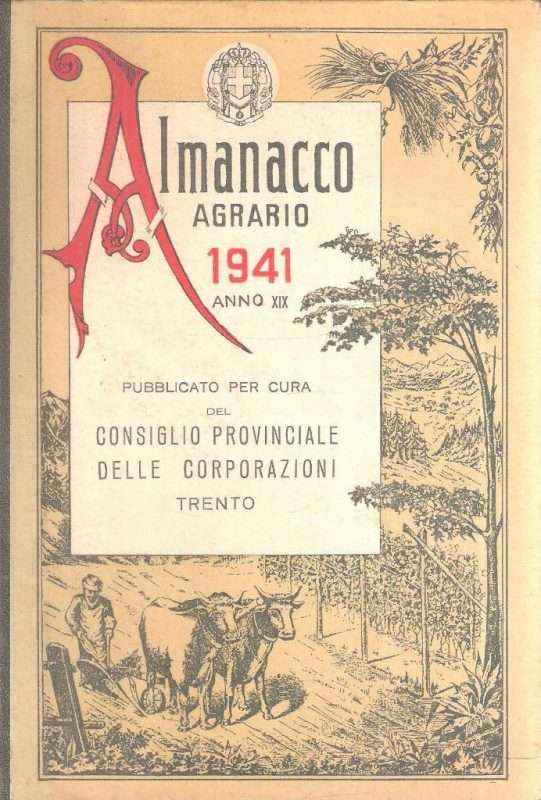 Almanacco
AGRARIO
1941
ANNO XIX
PUBBLICATO PER CURA
DEL
CONSIGLIO PROVINCIALE
DELLE CORPORAZIONI
TRENTO